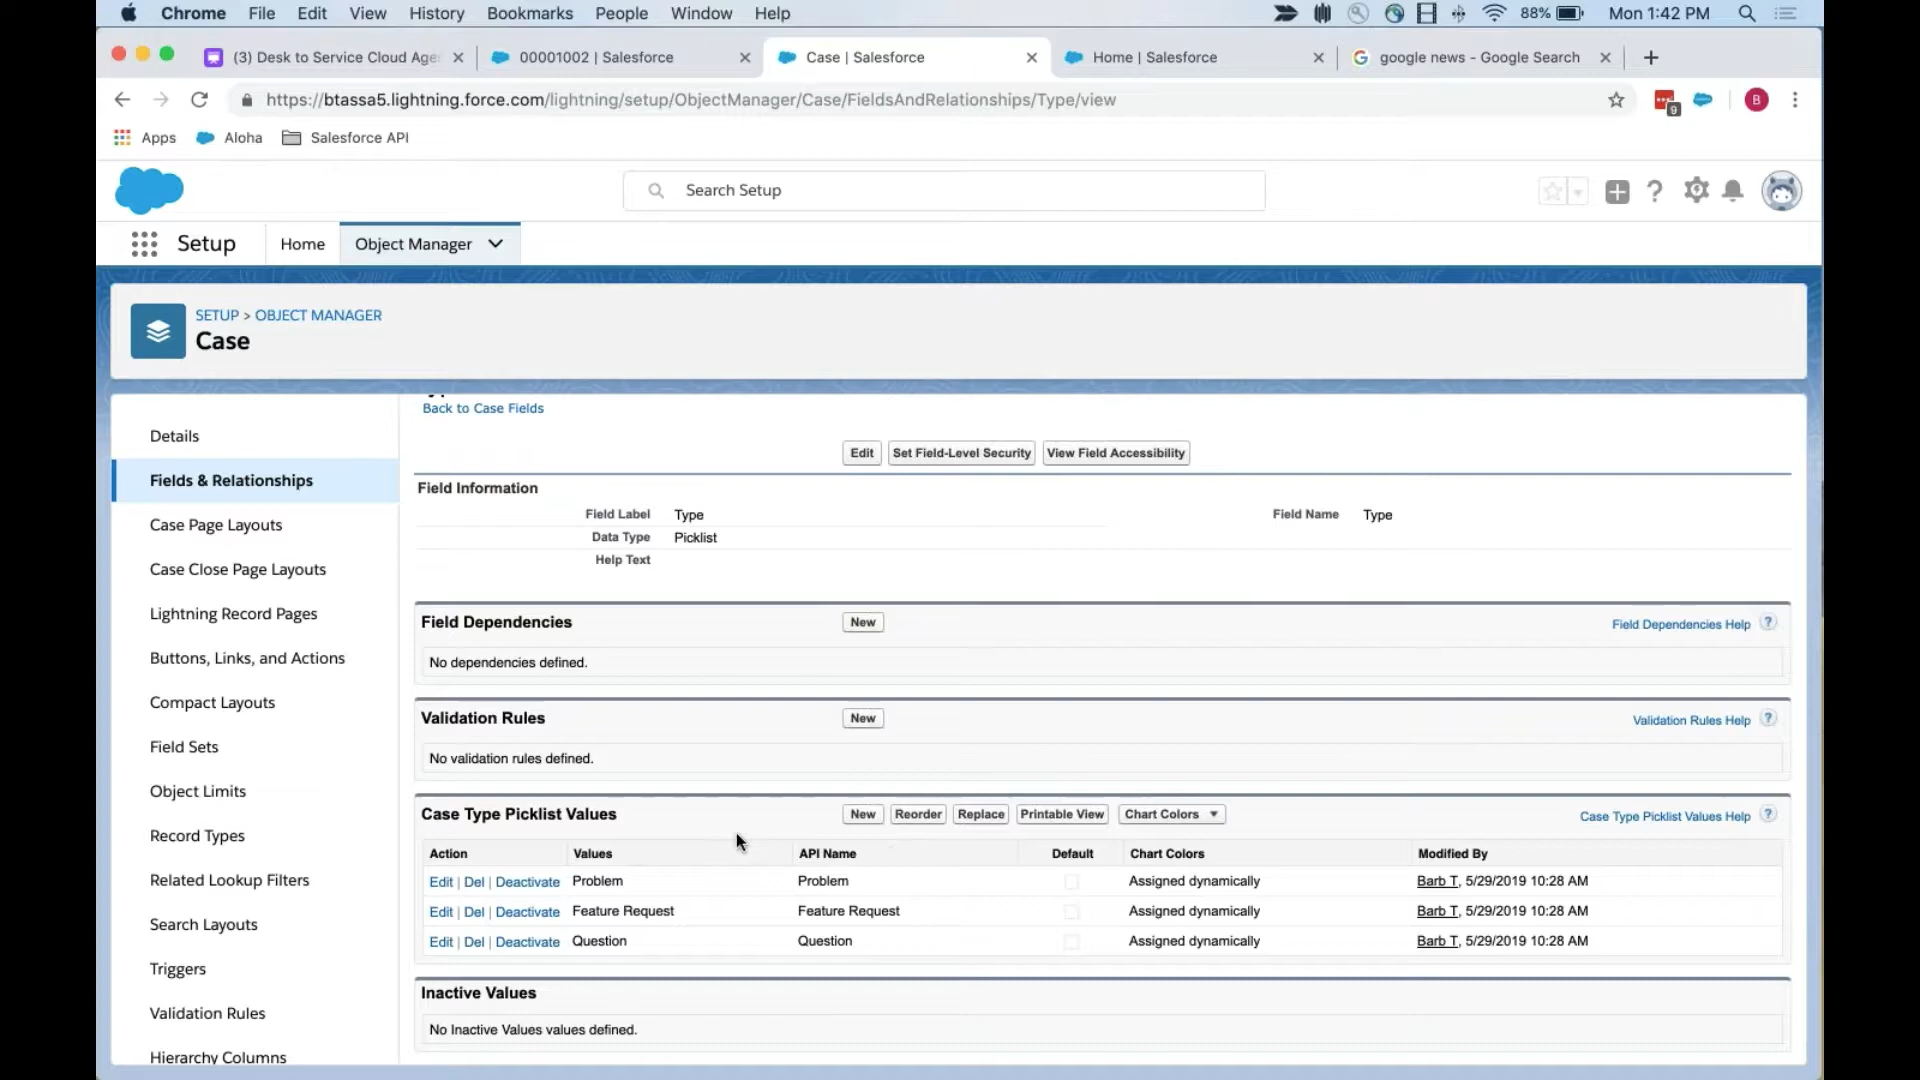 Chrome File Edit View History Bookmarks People Window Help 88% Mon 1:42 PM
(3) Desk to Service Cloud Age
00001002 | Salesforce
Case | Salesforce
Home | Salesforce
google news - Google Search
https://btassa5.lightning.force.com/lightning/setup/ObjectManager/Case/FieldsAndRelationships/Type/view
9
B
Apps Aloha Salesforce API
Search Setup
Setup Home Object Manager
SETUP > OBJECT MANAGER
Case
Details
Fields & Relationships
Case Page Layouts
Case Close Page Layouts
Lightning Record Pages
Buttons, Links, and Actions
Compact Layouts
Field Sets
Object Limits
Record Types
Related Lookup Filters
Search Layouts
Triggers
Validation Rules
Hierarchy Columns
Back to Case Fields
Edit Set Field-Level Security View Field Accessibility
Field Information
Field Label Type Field Name Type
Data Type Picklist
Help Text
Field Dependencies New Field Dependencies Help ?
No dependencies defined.
Validation Rules New Validation Rules Help ?
No validation rules defined.
Case Type Picklist Values New Reorder Replace Printable View Chart Colors Case Type Picklist Values Help ?
Action Values API Name Default Chart Colors Modified By
Edit | Del | Deactivate Problem Problem Assigned dynamically Barb T, 5/29/2019 10:28 AM
Edit | Del | Deactivate Feature Request Feature Request Assigned dynamically Barb T, 5/29/2019 10:28 AM
Edit | Del | Deactivate Question Question Assigned dynamically Barb T, 5/29/2019 10:28 AM
Inactive Values
No Inactive Values values defined.